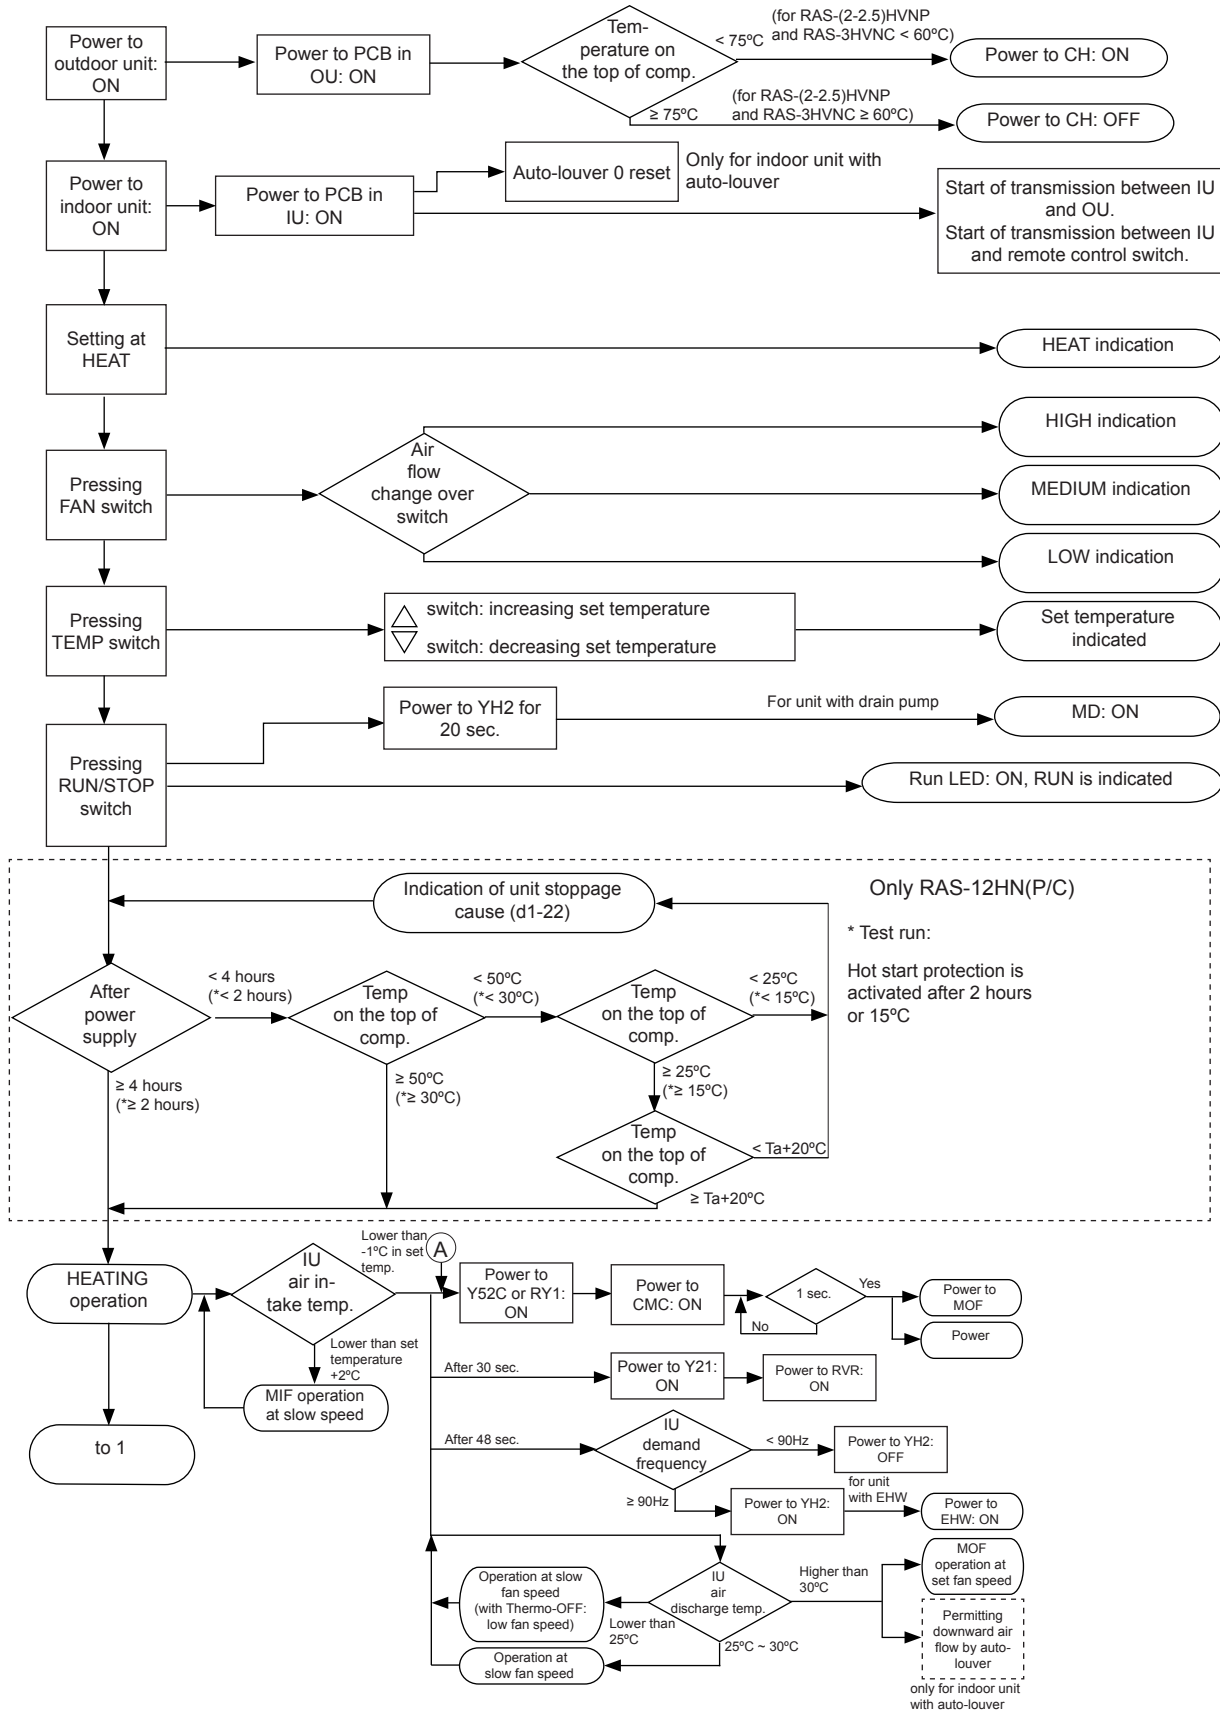 Power to
outdoor unit:
ON
Power to PCB in
OU: ON
Tem-
perature on
the top of comp.
< 75ºC
(for RAS-(2-2.5)HVNP
and RAS-3HVNC < 60ºC)
Power to CH: ON
≥ 75ºC
(for RAS-(2-2.5)HVNP
and RAS-3HVNC ≥ 60ºC)
Power to CH: OFF
Power to
indoor unit:
ON
Power to PCB in
IU: ON
Auto-louver 0 reset
Only for indoor unit with
auto-louver
Start of transmission between IU
and OU.
Start of transmission between IU
and remote control switch.
Setting at
HEAT
HEAT indication
Pressing
FAN switch
Air
flow
change over
switch
HIGH indication
MEDIUM indication
LOW indication
Pressing
TEMP switch
switch: increasing set temperature
switch: decreasing set temperature
Set temperature
indicated
Pressing
RUN/STOP
switch
Power to YH2 for
20 sec.
For unit with drain pump
MD: ON
Run LED: ON, RUN is indicated
Indication of unit stoppage
cause (d1-22)
Only RAS-12HN(P/C)
* Test run:
Hot start protection is
activated after 2 hours
or 15ºC
After
power
supply
< 4 hours
(*< 2 hours)
Temp
on the top of
comp.
< 50ºC
(*< 30ºC)
Temp
on the top of
comp.
< 25ºC
(*< 15ºC)
≥ 4 hours
(*≥ 2 hours)
≥ 50ºC
(*≥ 30ºC)
≥ 25ºC
(*≥ 15ºC)
Temp
on the top of
comp.
< Ta+20ºC
≥ Ta+20ºC
HEATING
operation
IU
air in-
take temp.
Lower than
-1ºC in set
temp.
A
Power to
Y52C or RY1:
ON
Power to
CMC: ON
1 sec.
Yes
No
Power to
MOF
Power
Lower than set
temperature
+2ºC
MIF operation
at slow speed
After 30 sec.
Power to Y21:
ON
Power to RVR:
ON
to 1
After 48 sec.
IU
demand
frequency
< 90Hz
Power to YH2:
OFF
≥ 90Hz
Power to YH2:
ON
for unit
with EHW
Power to
EHW: ON
IU
air
discharge temp.
Higher than
30ºC
MOF
operation at
set fan speed
Operation at slow
fan speed
(with Thermo-OFF:
low fan speed)
Lower than
25ºC
25ºC ~ 30ºC
Operation at
slow fan speed
Permitting
downward air
flow by auto-
louver
only for indoor unit
with auto-louver